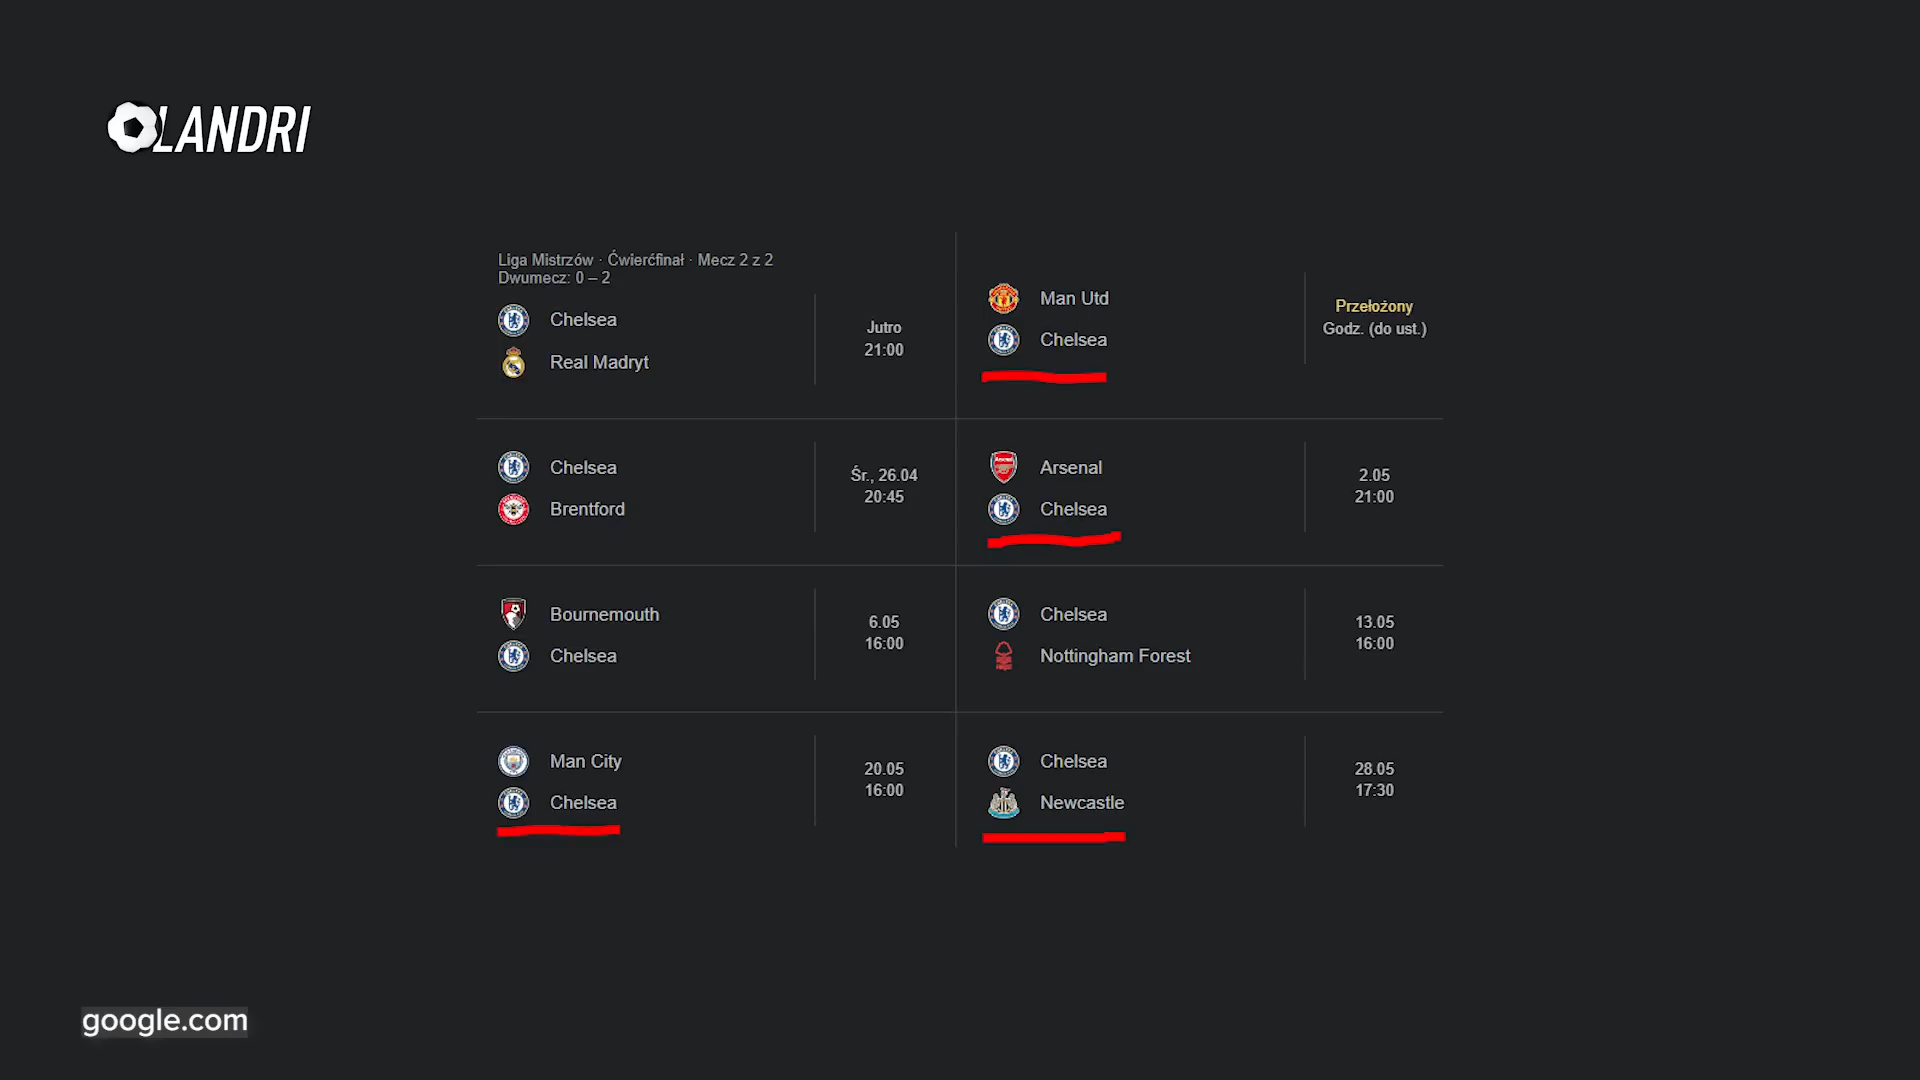 LANDRI
Liga Mistrzów · Ćwierćfinał · Mecz 2 z 2
Dwumecz: 0 – 2
Chelsea
Real Madryt
Jutro
21:00
Man Utd
Chelsea
Przełożony
Godz. (do ust.)
Chelsea
Brentford
Śr., 26.04
20:45
Arsenal
Chelsea
2.05
21:00
Bournemouth
Chelsea
6.05
16:00
Chelsea
Nottingham Forest
13.05
16:00
Man City
Chelsea
20.05
16:00
Chelsea
Newcastle
28.05
17:30
google.com